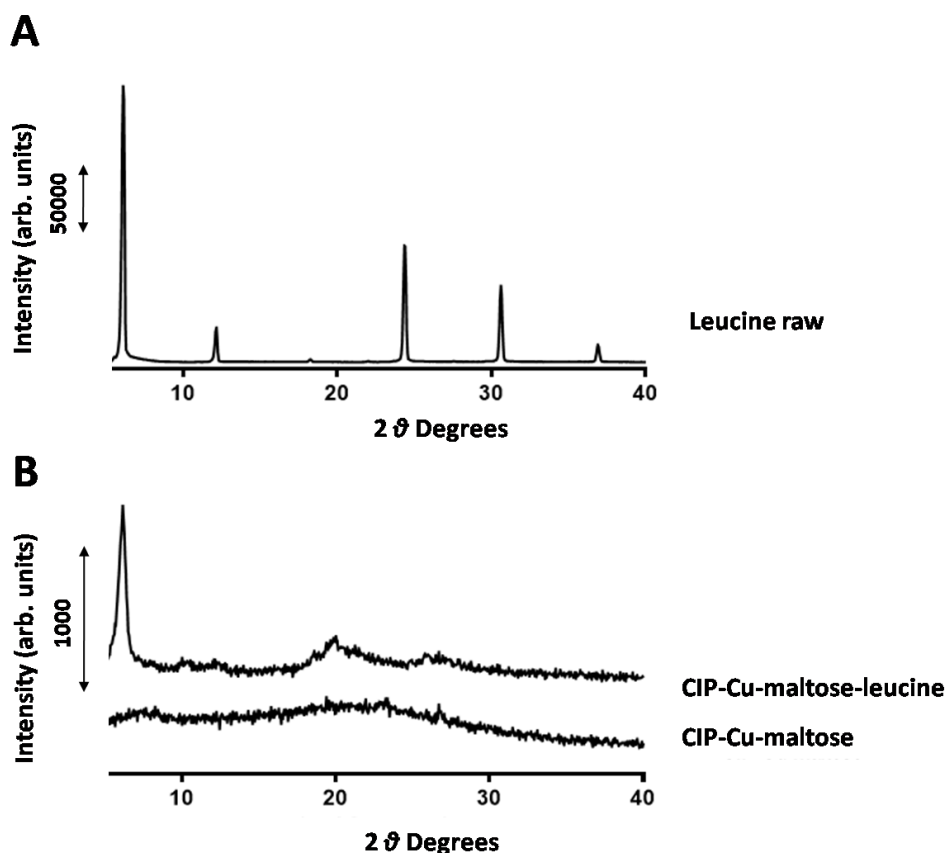 A
Intensity (arb. units)
50000
Leucine raw
10 20 30 40
2 ϑ Degrees
B
Intensity (arb. units)
1000
CIP-Cu-maltose-leucine
CIP-Cu-maltose
10 20 30 40
2 ϑ Degrees